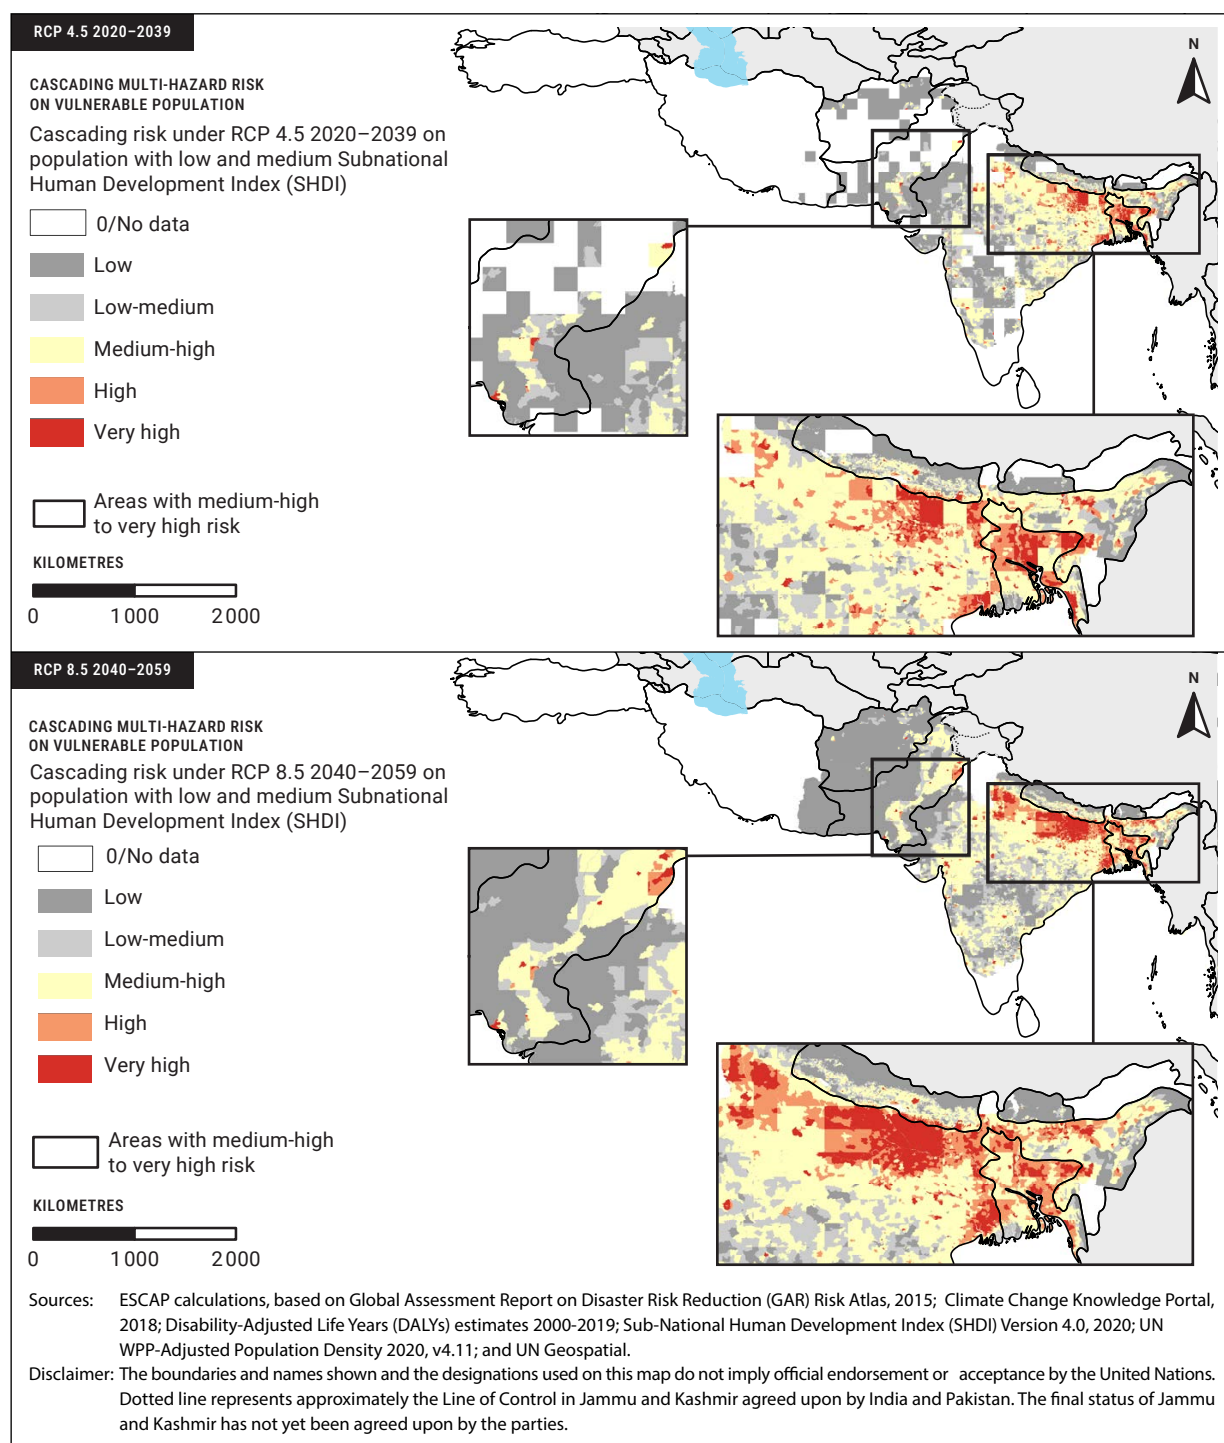 RCP 4.5 2020–2039
N
CASCADING MULTI-HAZARD RISK
ON VULNERABLE POPULATION
Cascading risk under RCP 4.5 2020–2039 on
population with low and medium Subnational
Human Development Index (SHDI)
0/No data
Low
Low-medium
Medium-high
High
Very high
Areas with medium-high
to very high risk
KILOMETRES
0 1 000 2 000
RCP 8.5 2040–2059
N
CASCADING MULTI-HAZARD RISK
ON VULNERABLE POPULATION
Cascading risk under RCP 8.5 2040–2059 on
population with low and medium Subnational
Human Development Index (SHDI)
0/No data
Low
Low-medium
Medium-high
High
Very high
Areas with medium-high
to very high risk
KILOMETRES
0 1 000 2 000
Sources: ESCAP calculations, based on Global Assessment Report on Disaster Risk Reduction (GAR) Risk Atlas, 2015; Climate Change Knowledge Portal,
2018; Disability-Adjusted Life Years (DALYs) estimates 2000-2019; Sub-National Human Development Index (SHDI) Version 4.0, 2020; UN
WPP-Adjusted Population Density 2020, v4.11; and UN Geospatial.
Disclaimer: The boundaries and names shown and the designations used on this map do not imply official endorsement or acceptance by the United Nations.
Dotted line represents approximately the Line of Control in Jammu and Kashmir agreed upon by India and Pakistan. The final status of Jammu
and Kashmir has not yet been agreed upon by the parties.